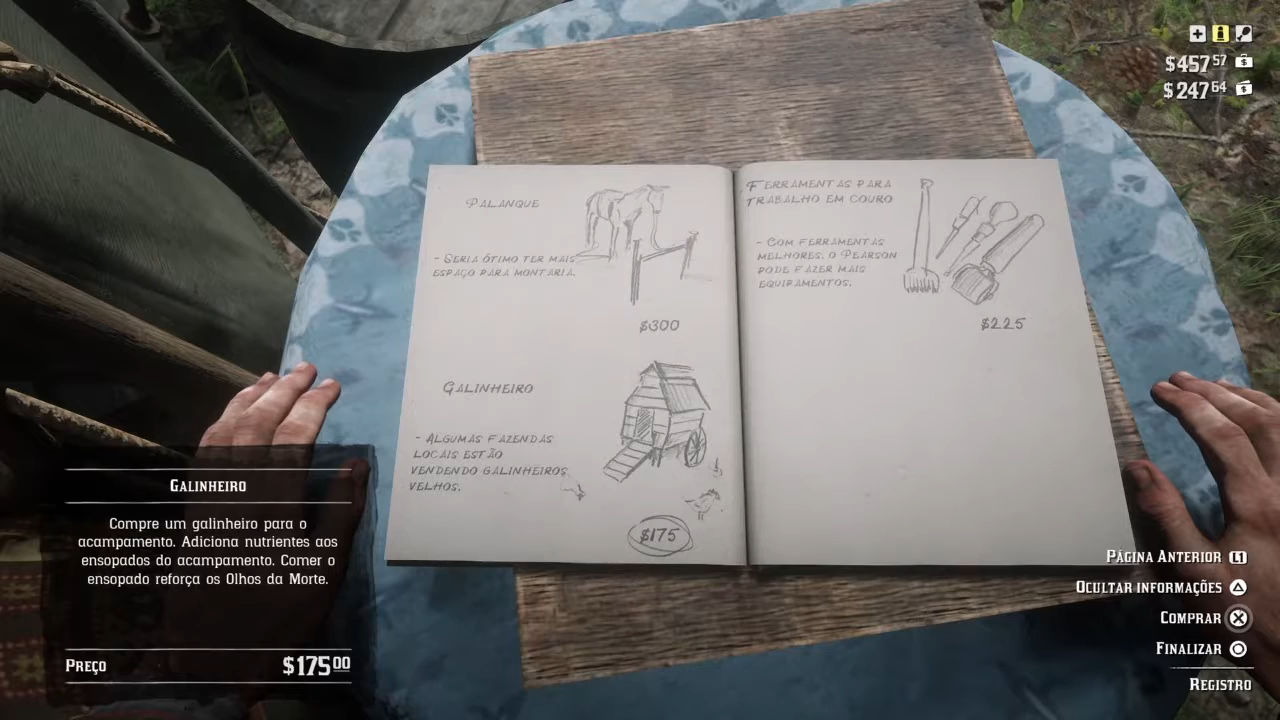 $457 57
$247 64
PALANQUE
- SERIA ÓTIMO TER MAIS
ESPAÇO PARA MONTARIA.
$300
GALINHEIRO
- ALGUMAS FAZENDAS
LOCAIS ESTÃO
VENDENDO GALINHEIROS
VELHOS.
$175
FERRAMENTAS PARA
TRABALHO EM COURO
- COM FERRAMENTAS
MELHORES, O PEARSON
PODE FAZER MAIS
EQUIPAMENTOS.
$225
GALINHEIRO
Compre um galinheiro para o
acampamento. Adiciona nutrientes aos
ensopados do acampamento. Comer o
ensopado reforça os Olhos da Morte.
PREÇO $175 00
PÁGINA ANTERIOR L1
OCULTAR INFORMAÇÕES
COMPRAR
FINALIZAR
REGISTRO